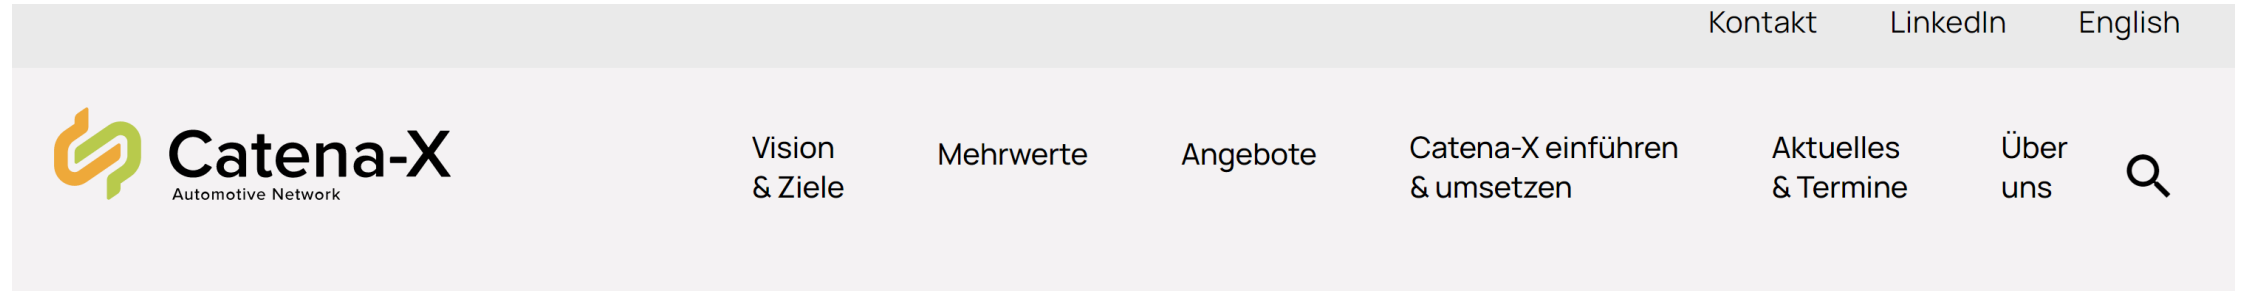 Kontakt LinkedIn English
Catena-X
Automotive Network
Vision
& Ziele
Mehrwerte
Angebote
Catena-X einführen
& umsetzen
Aktuelles
& Termine
Über
uns